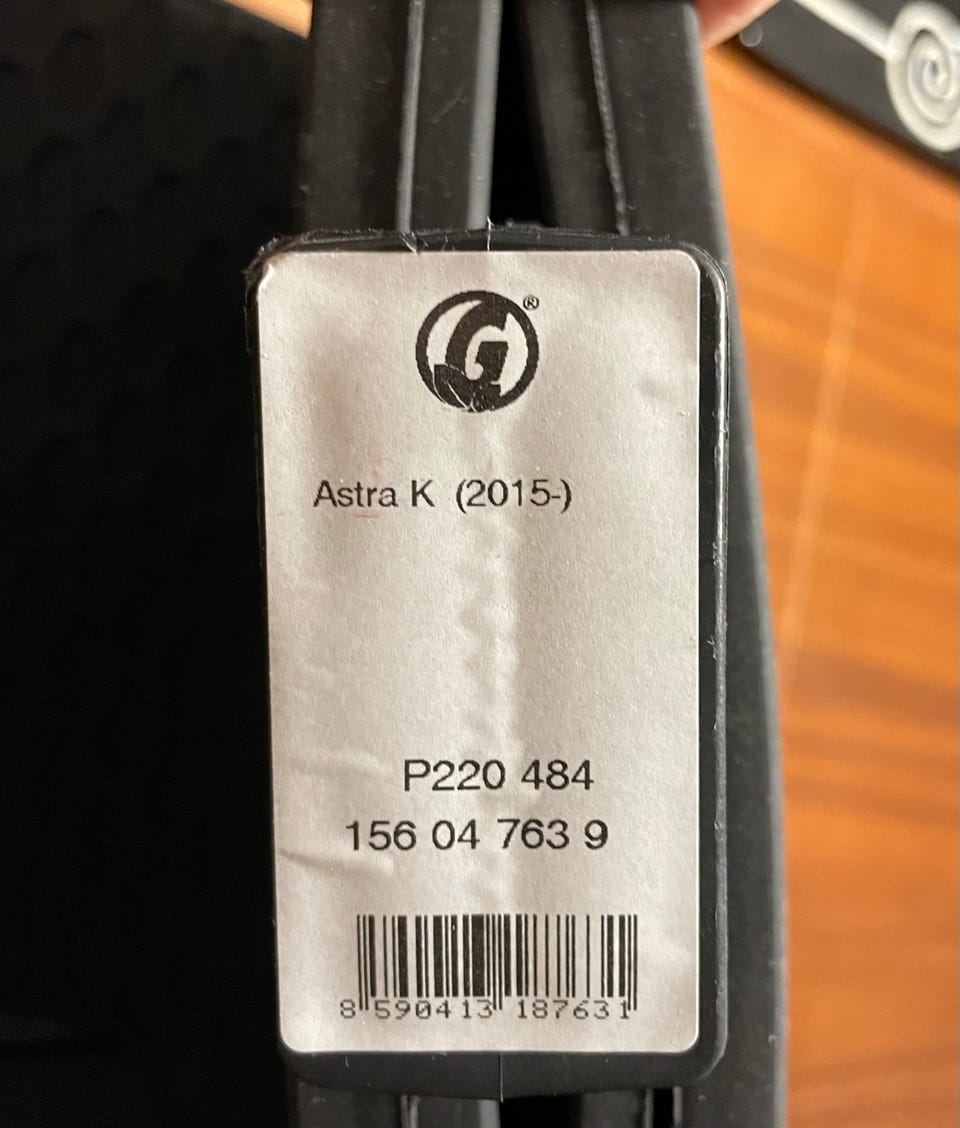 G®
Astra K (2015-)
P220 484
156 04 763 9
8 590413 187631